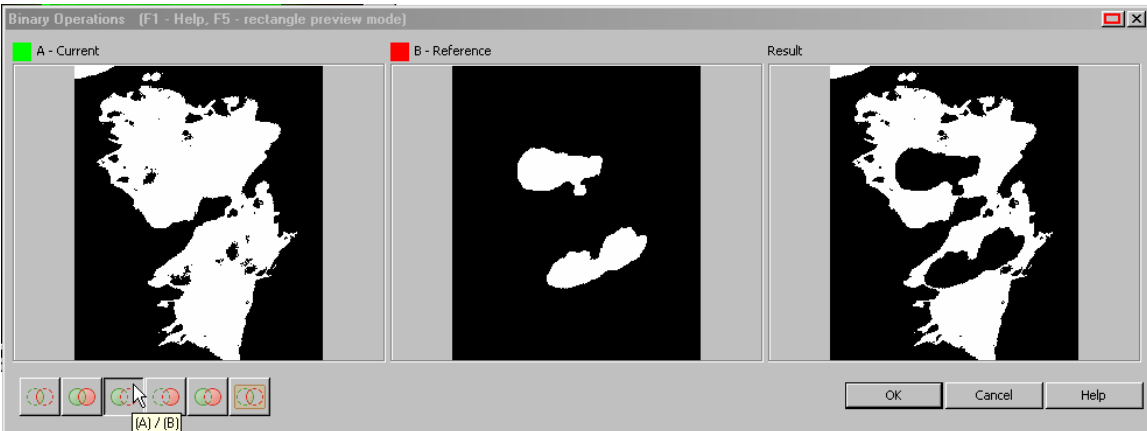 Binary Operations (F1 - Help, F5 - rectangle preview mode)
A - Current
B - Reference
Result
OK
Cancel
Help
(A) / (B)